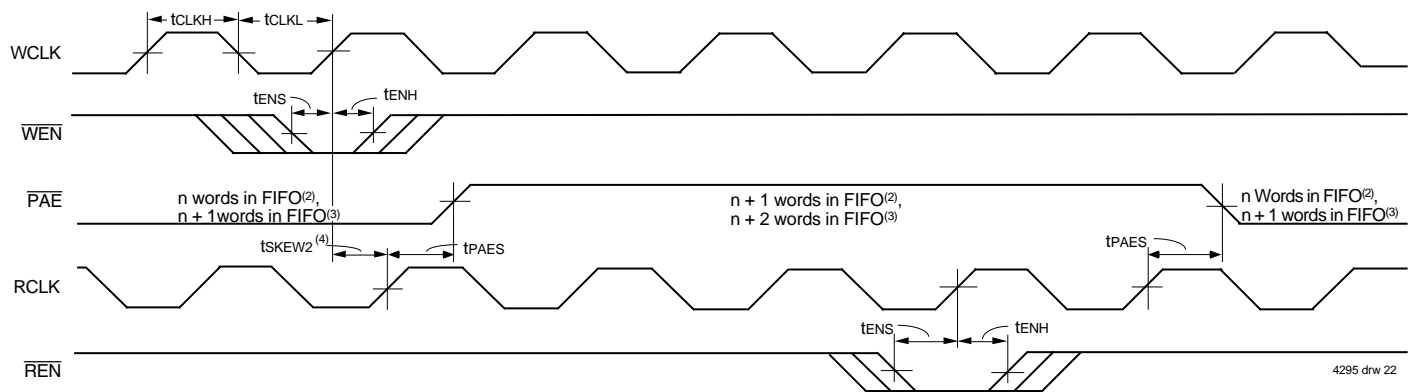 tCLKH
tCLKL
WCLK
tENS
tENH
WEN
PAE
n words in FIFO(2),
n + 1words in FIFO(3)
n + 1 words in FIFO(2),
n + 2 words in FIFO(3)
n Words in FIFO(2),
n + 1 words in FIFO(3)
tSKEW2 (4)
tPAES
tPAES
RCLK
tENS
tENH
REN
4295 drw 22